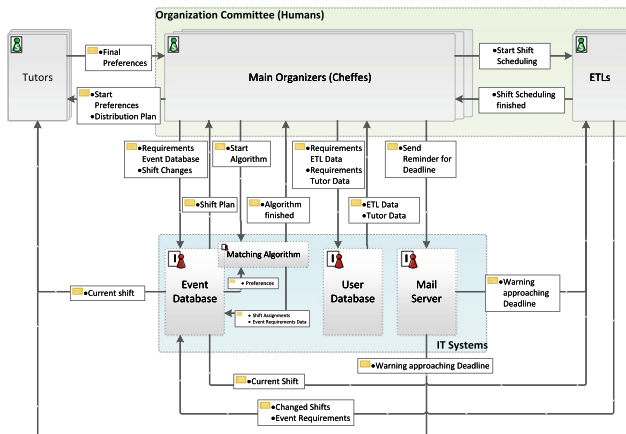 Organization Committee (Humans)
Tutors
•Final
Preferences
Main Organizers (Cheffes)
•Start Shift
Scheduling
ETLs
•Start
Preferences
•Distribution Plan
•Shift Scheduling
finished
•Requirements
Event Database
•Shift Changes
•Start
Algorithm
•Requirements
ETL Data
•Requirements
Tutor Data
•Send
Reminder for
Deadline
•Shift Plan
•Algorithm
finished
•ETL Data
•Tutor Data
Matching Algorithm
Event
Database
User
Database
Mail
Server
• Preferences
•Current shift
•Warning
approaching
Deadline
• Shift Assignments
• Event Requirements Data
IT Systems
•Warning approaching Deadline
•Current Shift
•Changed Shifts
•Event Requirements